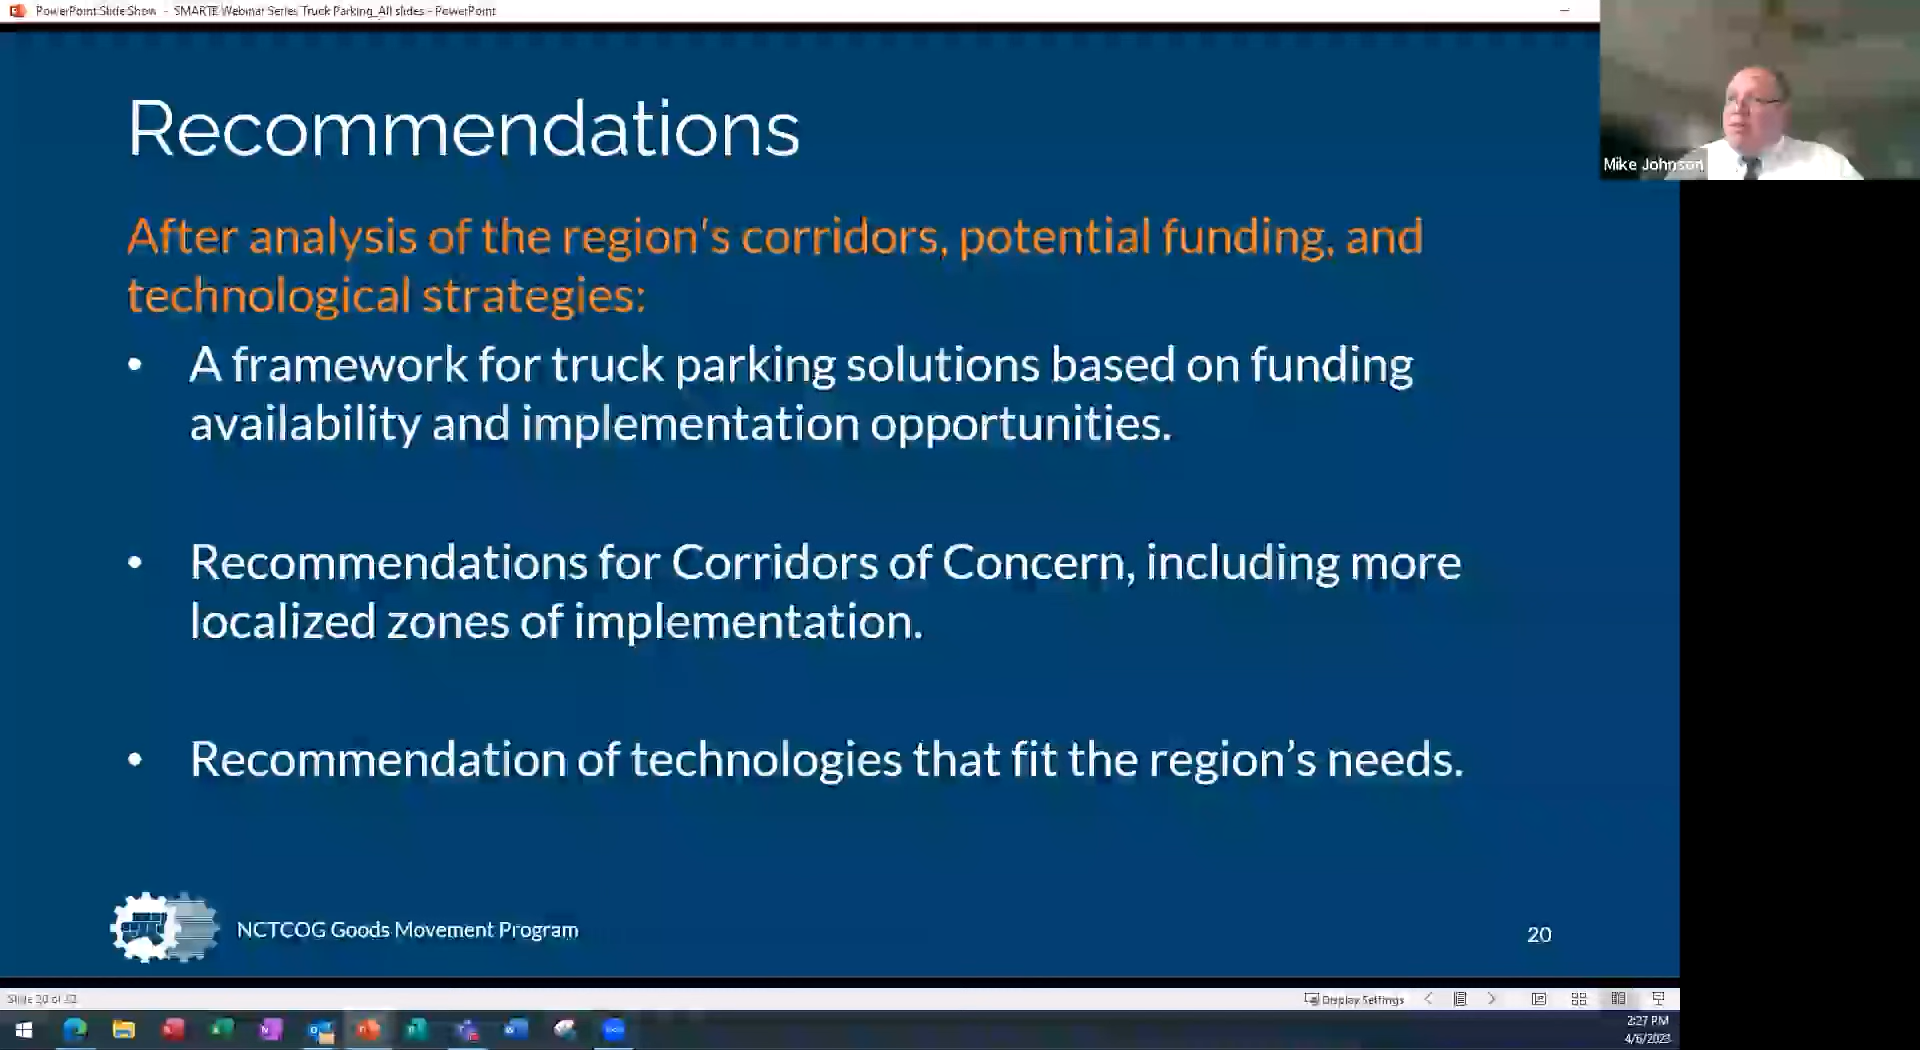 PowerPoint Slide Show - SMARTE Webinar Series Truck Parking_All slides - PowerPoint
Mike Johnson
Recommendations
After analysis of the region's corridors, potential funding, and
technological strategies:
• A framework for truck parking solutions based on funding
availability and implementation opportunities.
• Recommendations for Corridors of Concern, including more
localized zones of implementation.
• Recommendation of technologies that fit the region’s needs.
NCTCOG Goods Movement Program
20
Slide 20 of
Display Settings
2:27 PM
4/6/2023